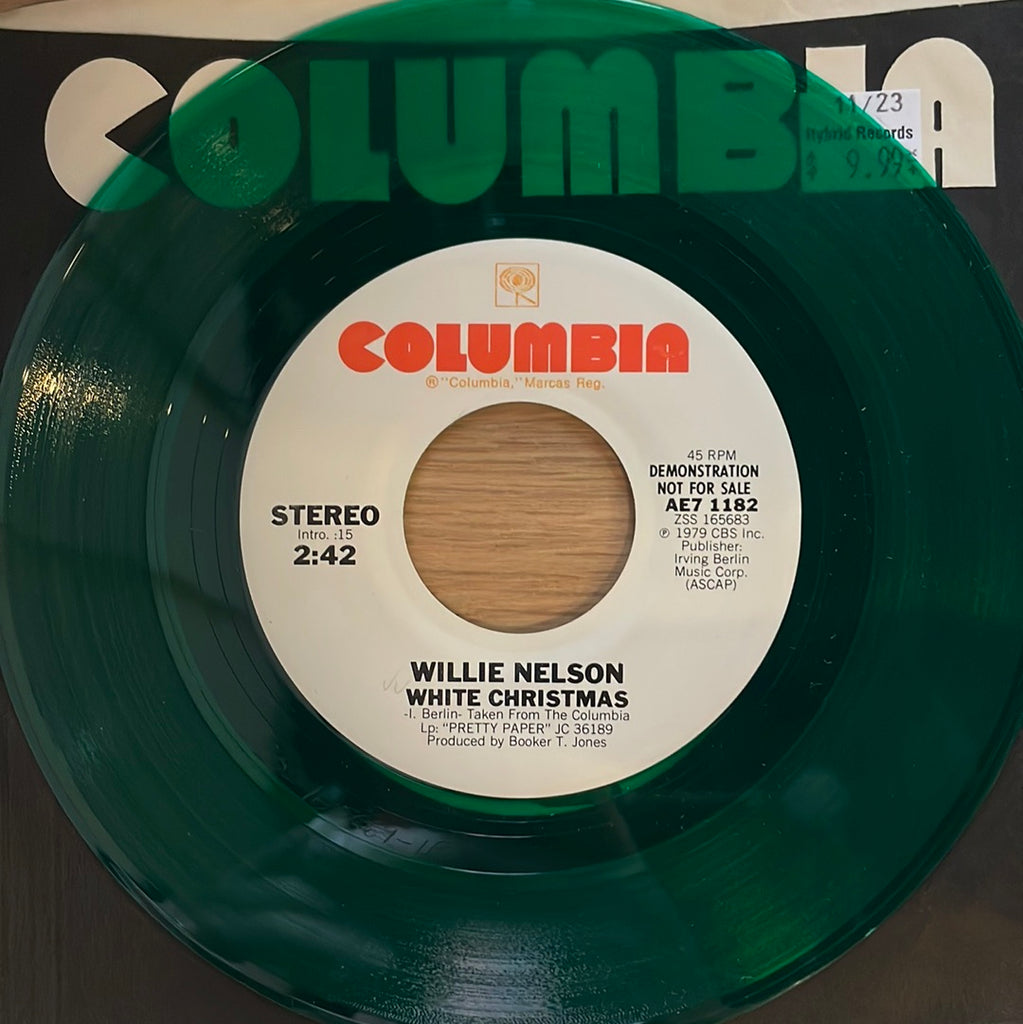 COLUMBIA
11/23
Hybrid Records
$ 9.99
COLUMBIA
® "Columbia," Marcas Reg.
45 RPM
DEMONSTRATION
NOT FOR SALE
AE7 1182
ZSS 165683
℗ 1979 CBS Inc.
Publisher:
Irving Berlin
Music Corp.
(ASCAP)
STEREO
Intro. :15
2:42
WILLIE NELSON
WHITE CHRISTMAS
-I. Berlin- Taken From The Columbia
Lp: "PRETTY PAPER" JC 36189
Produced by Booker T. Jones